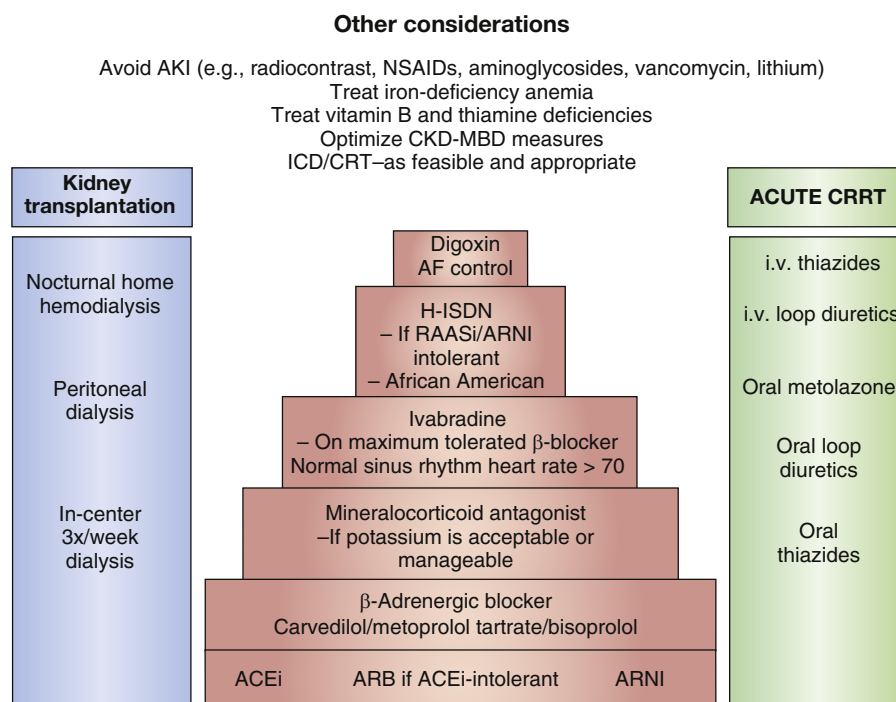 Other considerations
Avoid AKI (e.g., radiocontrast, NSAIDs, aminoglycosides, vancomycin, lithium)
Treat iron-deficiency anemia
Treat vitamin B and thiamine deficiencies
Optimize CKD-MBD measures
ICD/CRT–as feasible and appropriate
Kidney
transplantation
Nocturnal home
hemodialysis
Peritoneal
dialysis
In-center
3x/week
dialysis
Digoxin
AF control
H-ISDN
– If RAASi/ARNI
intolerant
– African American
Ivabradine
– On maximum tolerated β-blocker
Normal sinus rhythm heart rate > 70
Mineralocorticoid antagonist
–If potassium is acceptable or
manageable
β-Adrenergic blocker
Carvedilol/metoprolol tartrate/bisoprolol
ACEi ARB if ACEi-intolerant ARNI
ACUTE CRRT
i.v. thiazides
i.v. loop diuretics
Oral metolazone
Oral loop
diuretics
Oral
thiazides